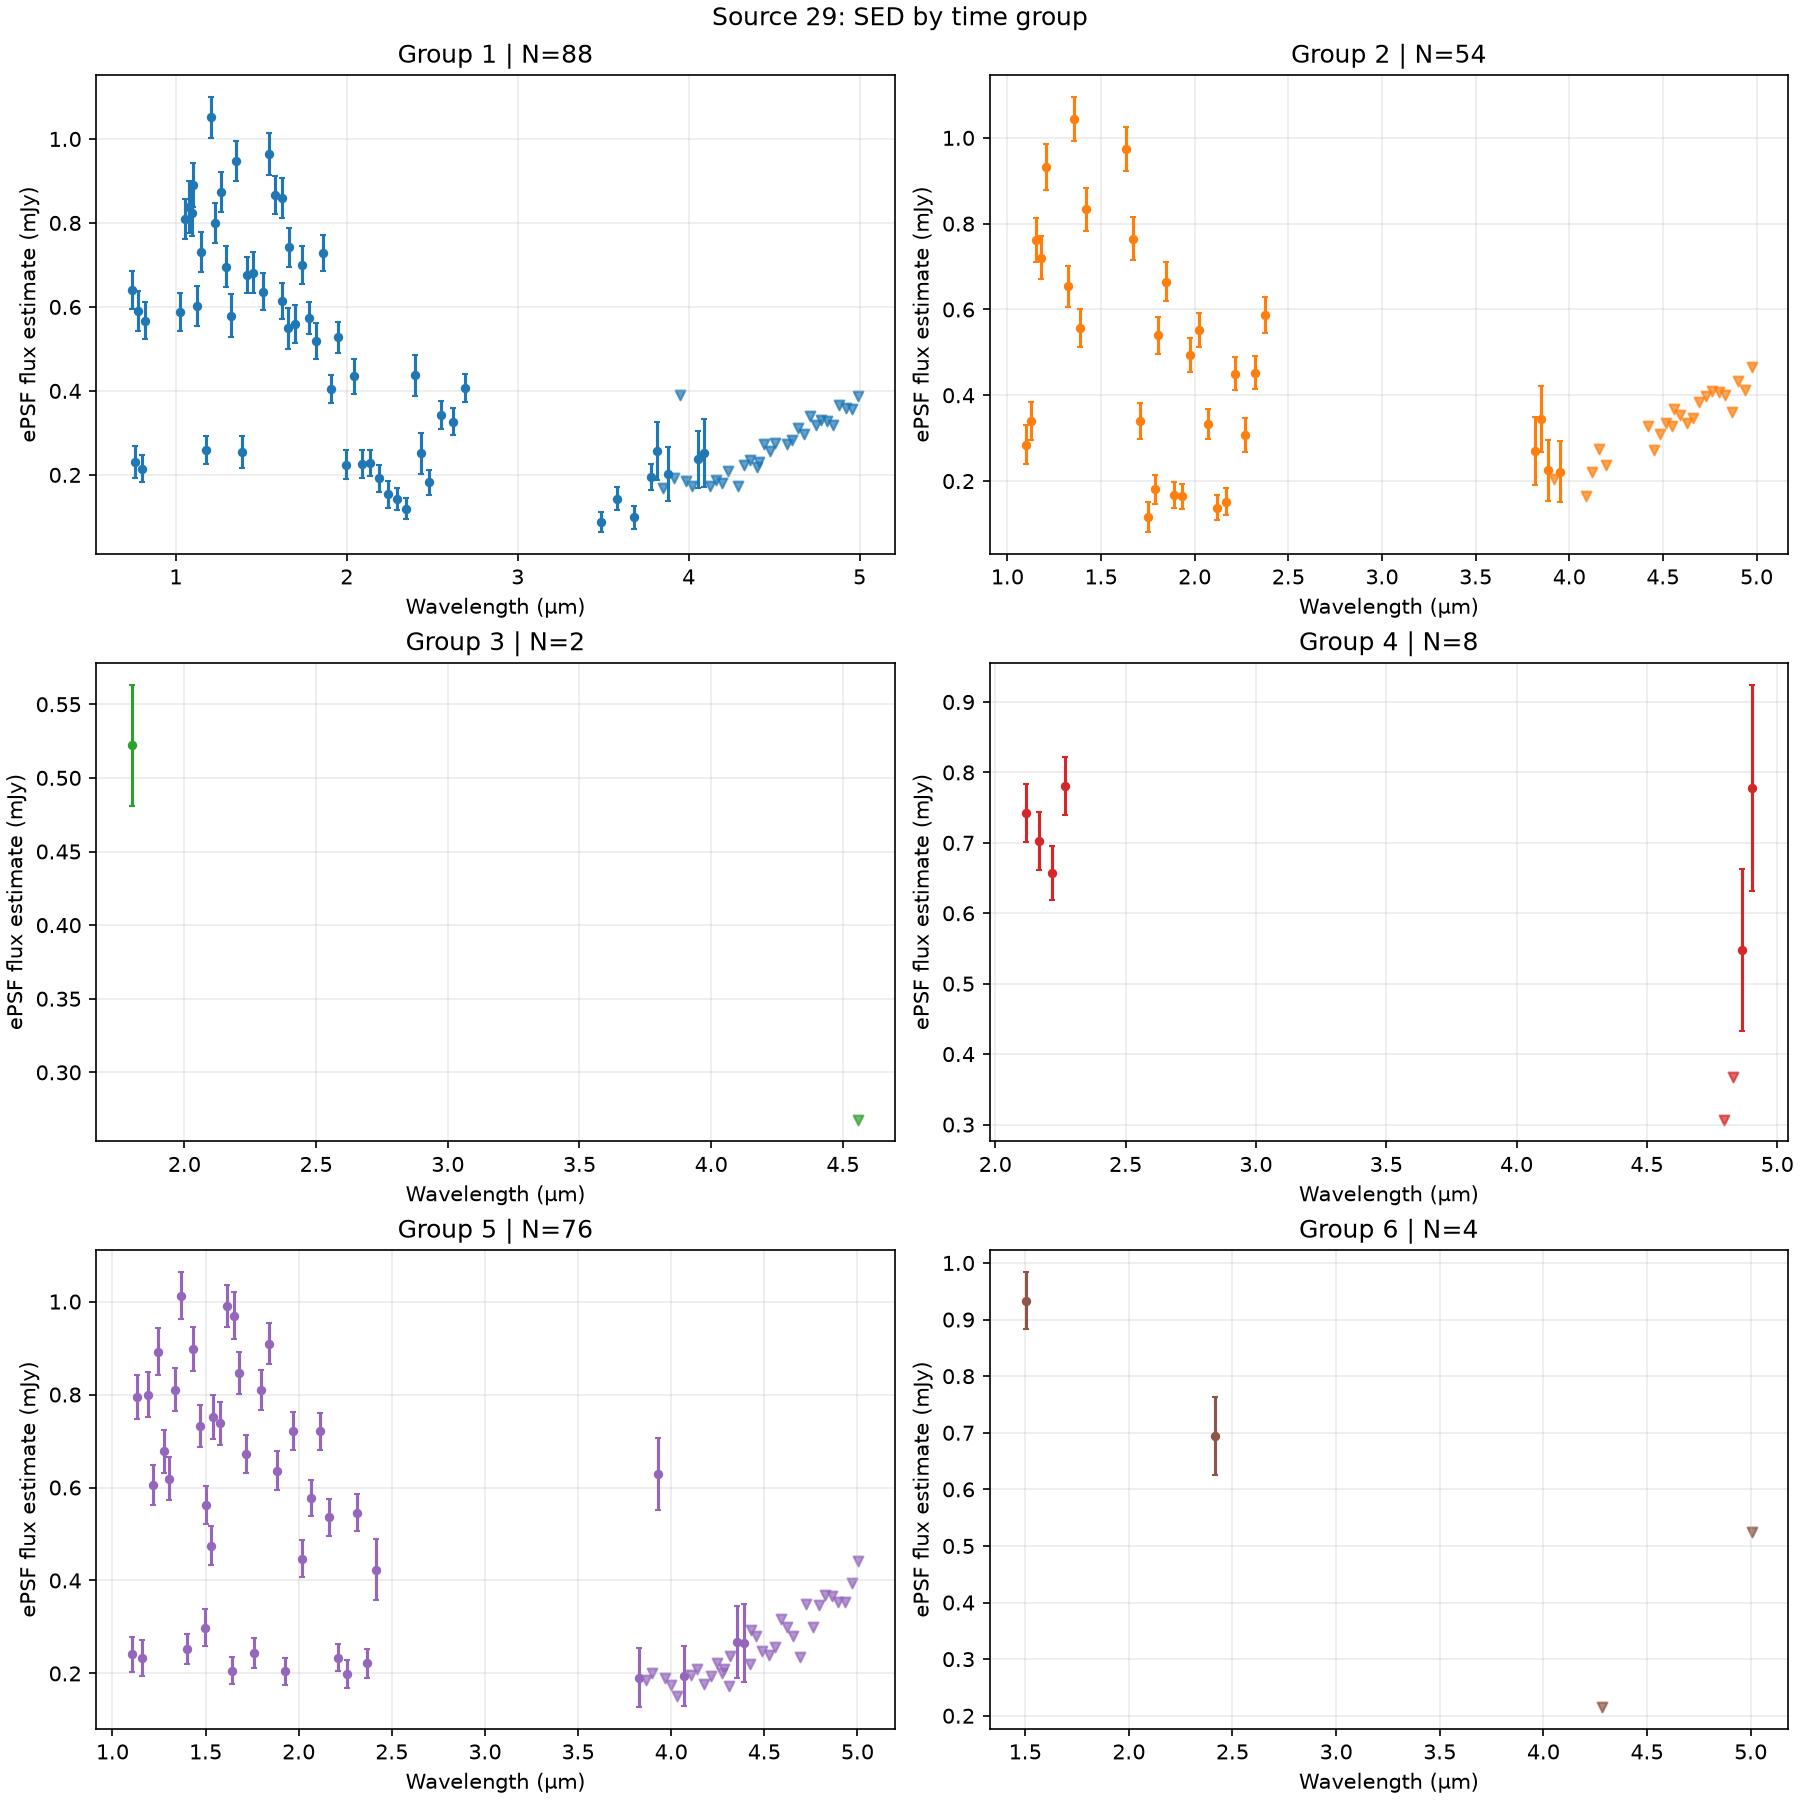 Source 29: SED by time group
Group 1 | N=88
ePSF flux estimate (mJy)
1.0
0.8
0.6
0.4
0.2
1 2 3 4 5
Wavelength (μm)
Group 2 | N=54
ePSF flux estimate (mJy)
1.0
0.8
0.6
0.4
0.2
1.0 1.5 2.0 2.5 3.0 3.5 4.0 4.5 5.0
Wavelength (μm)
Group 3 | N=2
ePSF flux estimate (mJy)
0.55
0.50
0.45
0.40
0.35
0.30
2.0 2.5 3.0 3.5 4.0 4.5
Wavelength (μm)
Group 4 | N=8
ePSF flux estimate (mJy)
0.9
0.8
0.7
0.6
0.5
0.4
0.3
2.0 2.5 3.0 3.5 4.0 4.5 5.0
Wavelength (μm)
Group 5 | N=76
ePSF flux estimate (mJy)
1.0
0.8
0.6
0.4
0.2
1.0 1.5 2.0 2.5 3.0 3.5 4.0 4.5 5.0
Wavelength (μm)
Group 6 | N=4
ePSF flux estimate (mJy)
1.0
0.9
0.8
0.7
0.6
0.5
0.4
0.3
0.2
1.5 2.0 2.5 3.0 3.5 4.0 4.5 5.0
Wavelength (μm)